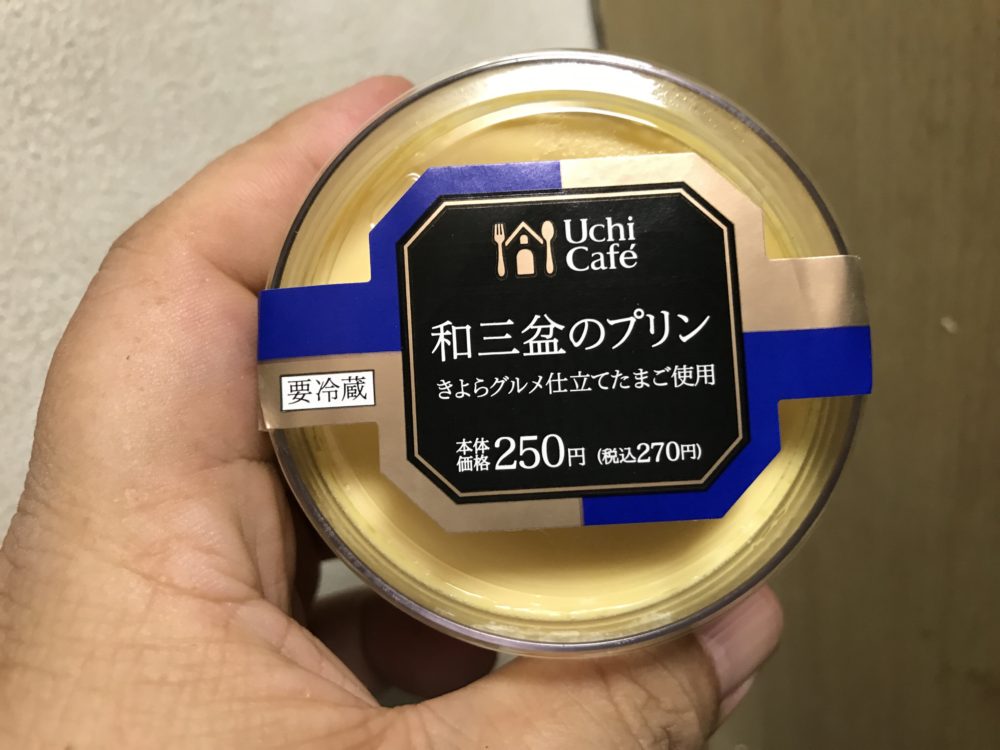 Uchi
Café
和三盆のプリン
きよらグルメ仕立てたまご使用
要冷蔵
本体
価格 250円 (税込270円)